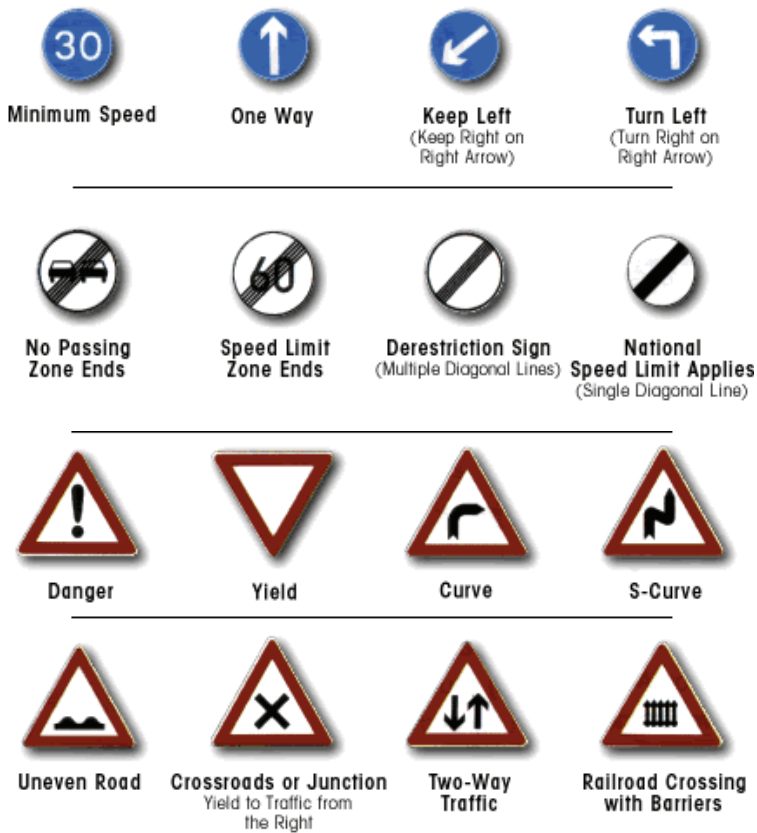 30
Minimum Speed
One Way
Keep Left
(Keep Right on
Right Arrow)
Turn Left
(Turn Right on
Right Arrow)
60
No Passing
Zone Ends
Speed Limit
Zone Ends
Derestriction Sign
(Multiple Diagonal Lines)
National
Speed Limit Applies
(Single Diagonal Line)
!
Danger
Yield
Curve
S-Curve
Uneven Road
Crossroads or Junction
Yield to Traffic from
the Right
Two-Way
Traffic
Railroad Crossing
with Barriers